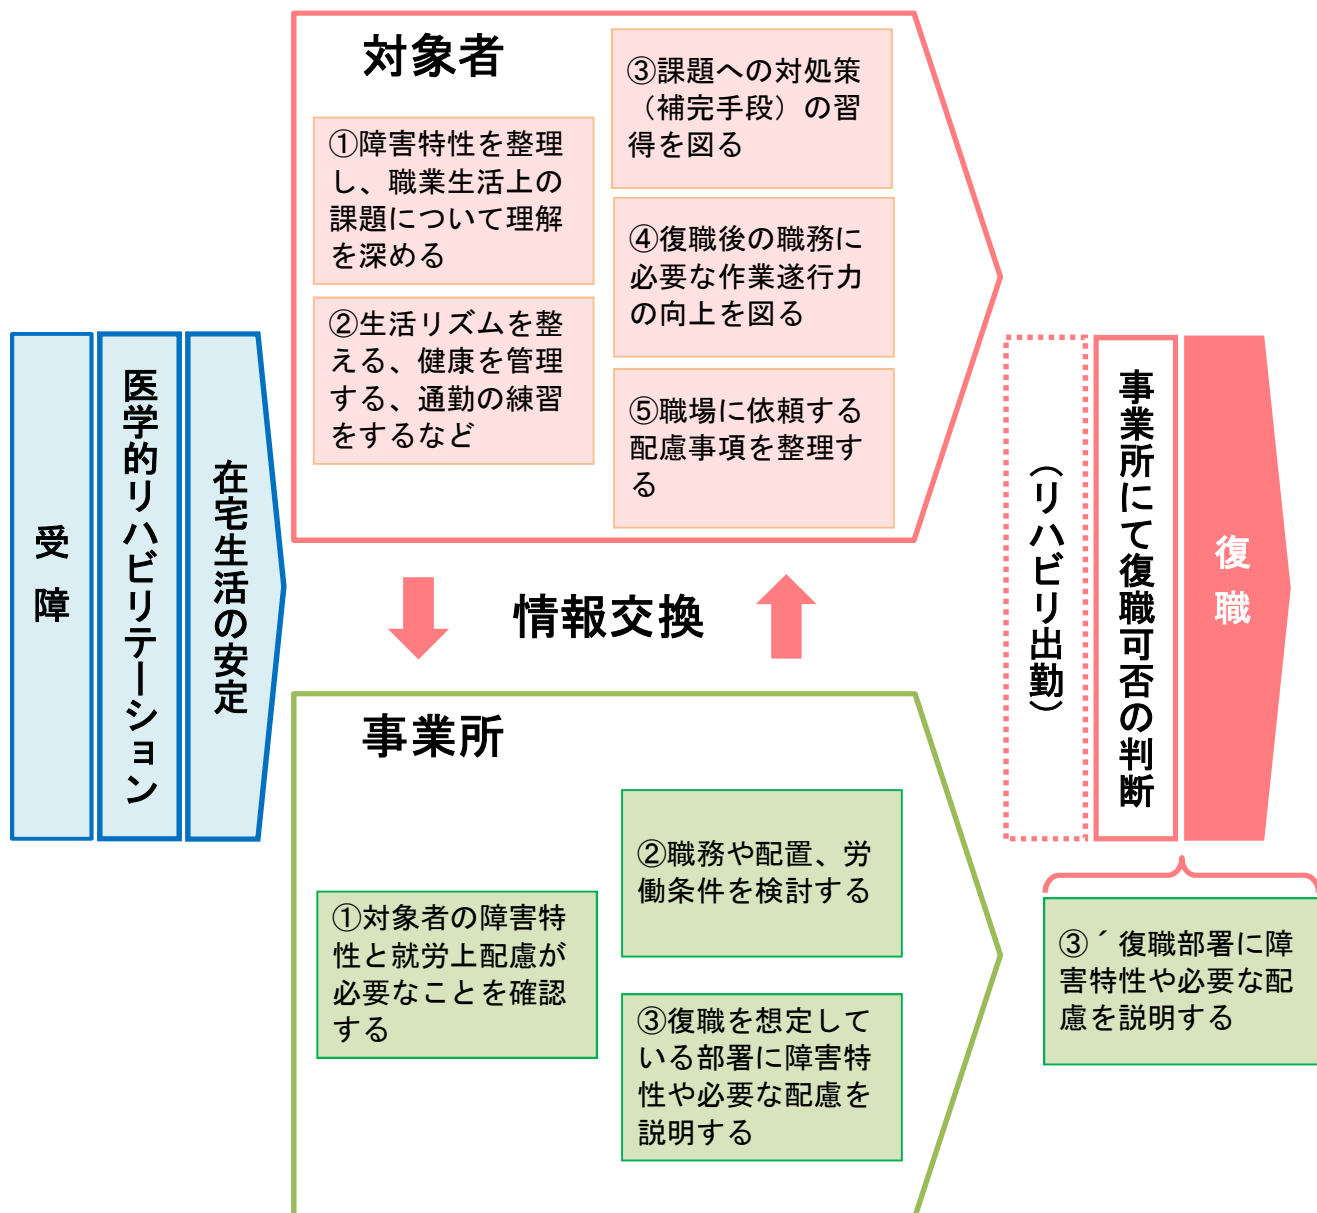 受障
医学的リハビリテーション
在宅生活の安定
対象者
①障害特性を整理
し、職業生活上の
課題について理解
を深める
②生活リズムを整
える、健康を管理
する、通勤の練習
をするなど
③課題への対処策
（補完手段）の習
得を図る
④復職後の職務に
必要な作業遂行力
の向上を図る
⑤職場に依頼する
配慮事項を整理す
る
情報交換
事業所
①対象者の障害特
性と就労上配慮が
必要なことを確認
する
②職務や配置、労
働条件を検討する
③復職を想定して
いる部署に障害特
性や必要な配慮を
説明する
（リハビリ出勤）
事業所にて復職可否の判断
復職
③´復職部署に障
害特性や必要な配
慮を説明する